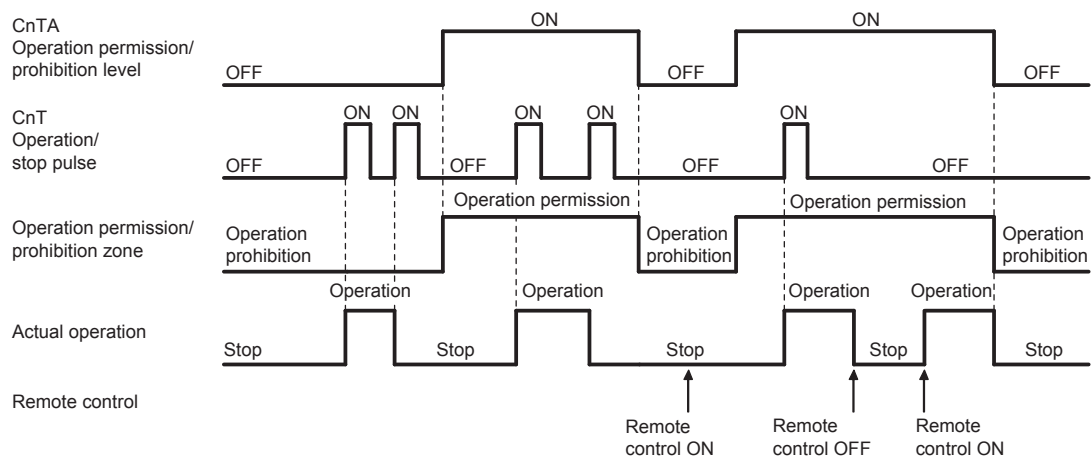 CnTA
Operation permission/
prohibition level
OFF
ON
OFF
ON
OFF
CnT
Operation/
stop pulse
OFF
ON
ON
OFF
ON
ON
OFF
ON
OFF
Operation permission/
prohibition zone
Operation
prohibition
Operation permission
Operation
prohibition
Operation permission
Operation
prohibition
Actual operation
Stop
Operation
Stop
Operation
Stop
Operation
Stop
Operation
Stop
Remote control
Remote
control ON
Remote
control OFF
Remote
control ON